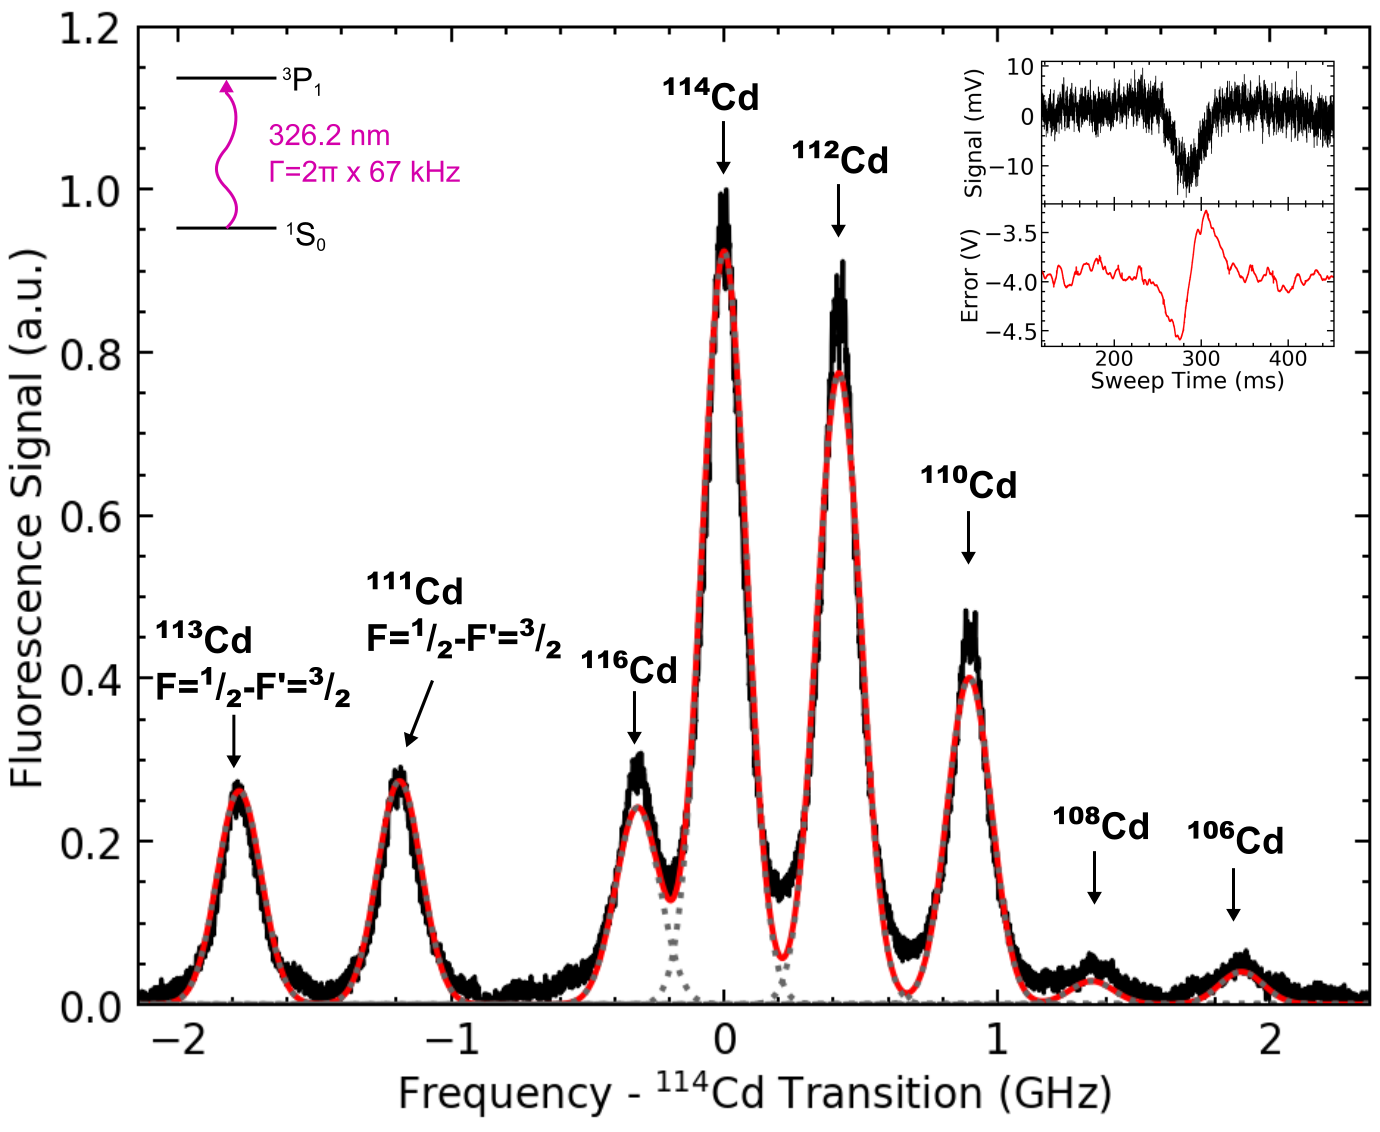 1.2
1.0
0.8
0.6
0.4
0.2
0.0
Fluorescence Signal (a.u.)
³P₁
326.2 nm
Γ=2π x 67 kHz
¹S₀
¹¹⁴Cd
¹¹²Cd
¹¹⁰Cd
¹¹¹Cd
F=¹/₂-F'=³/₂
¹¹³Cd
F=¹/₂-F'=³/₂
¹¹⁶Cd
¹⁰⁸Cd
¹⁰⁶Cd
10
0
−10
Signal (mV)
−3.5
−4.0
−4.5
Error (V)
200 300 400
Sweep Time (ms)
−2 −1 0 1 2
Frequency - ¹¹⁴Cd Transition (GHz)